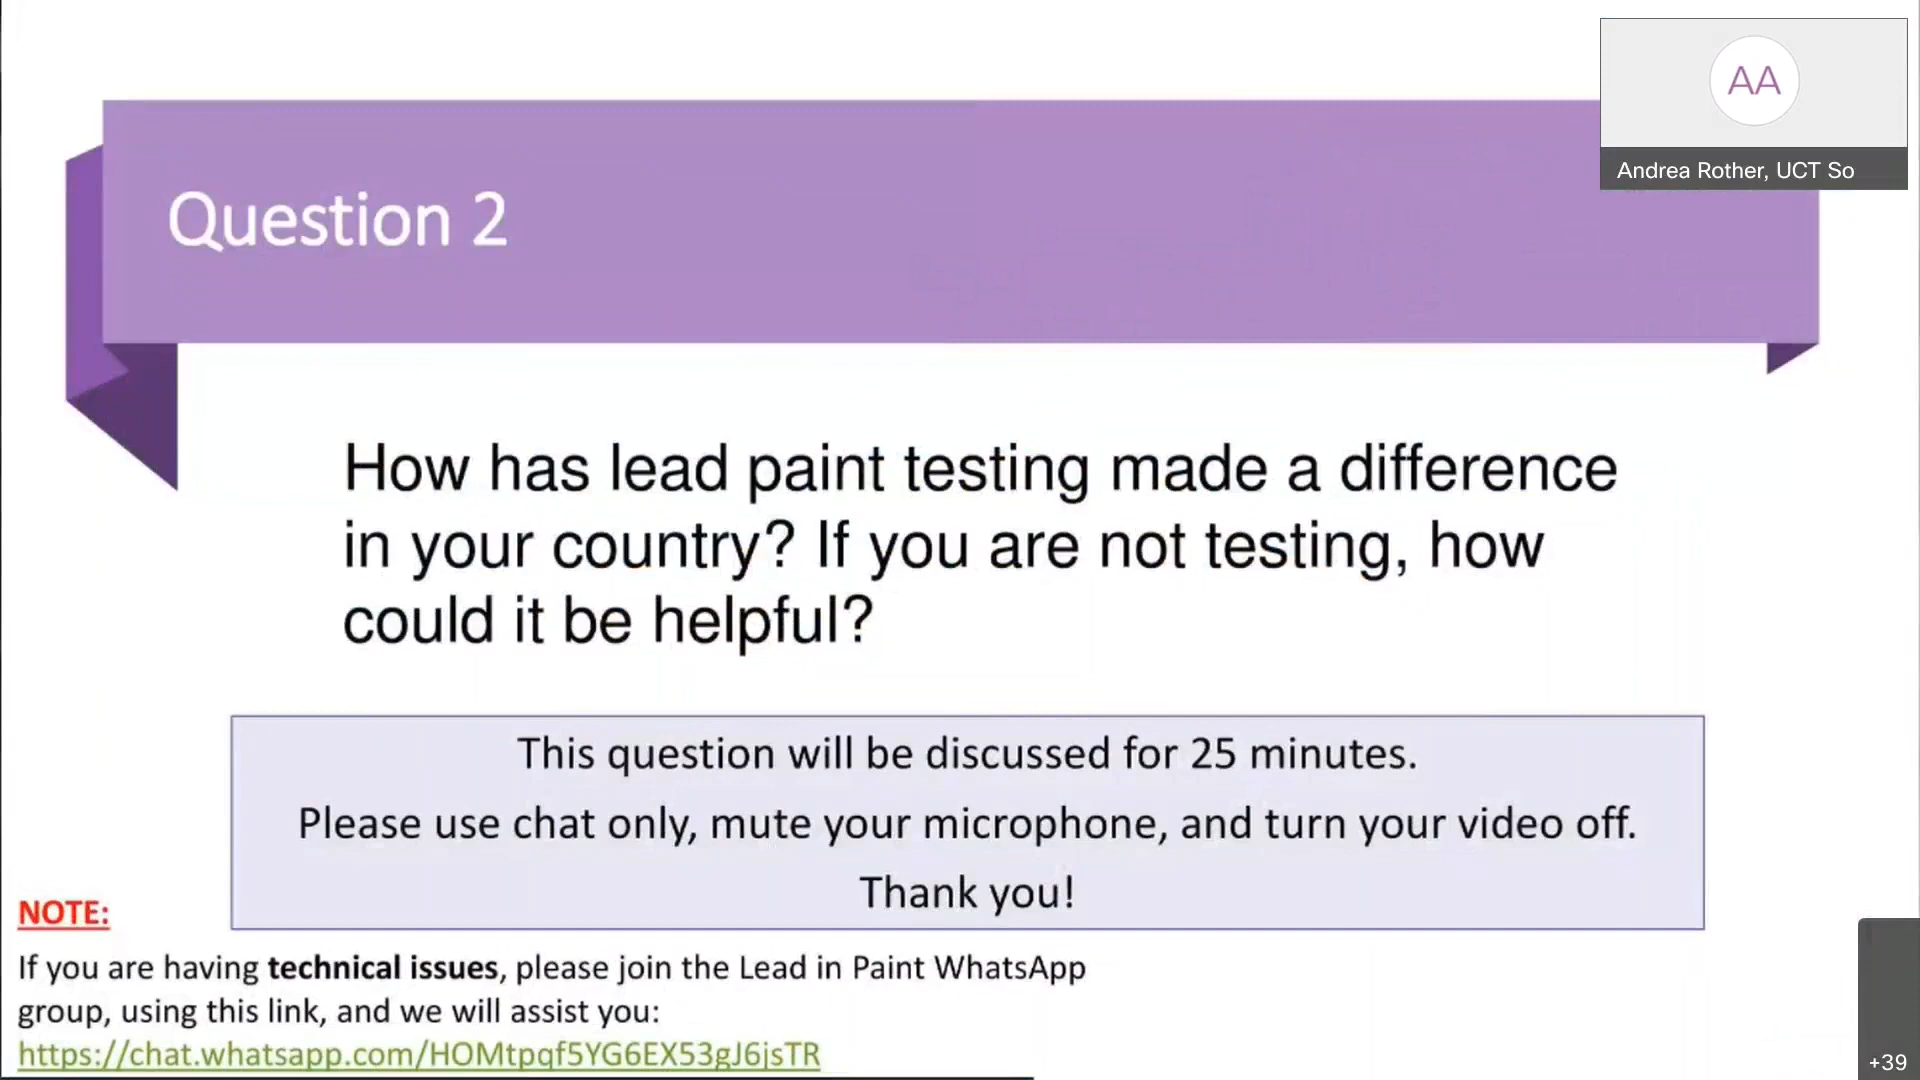 AA
Andrea Rother, UCT So
Question 2
How has lead paint testing made a difference
in your country? If you are not testing, how
could it be helpful?
This question will be discussed for 25 minutes.
Please use chat only, mute your microphone, and turn your video off.
Thank you!
NOTE:
If you are having technical issues, please join the Lead in Paint WhatsApp
group, using this link, and we will assist you:
https://chat.whatsapp.com/HOMtpqf5YG6EX53gJ6jsTR
+39